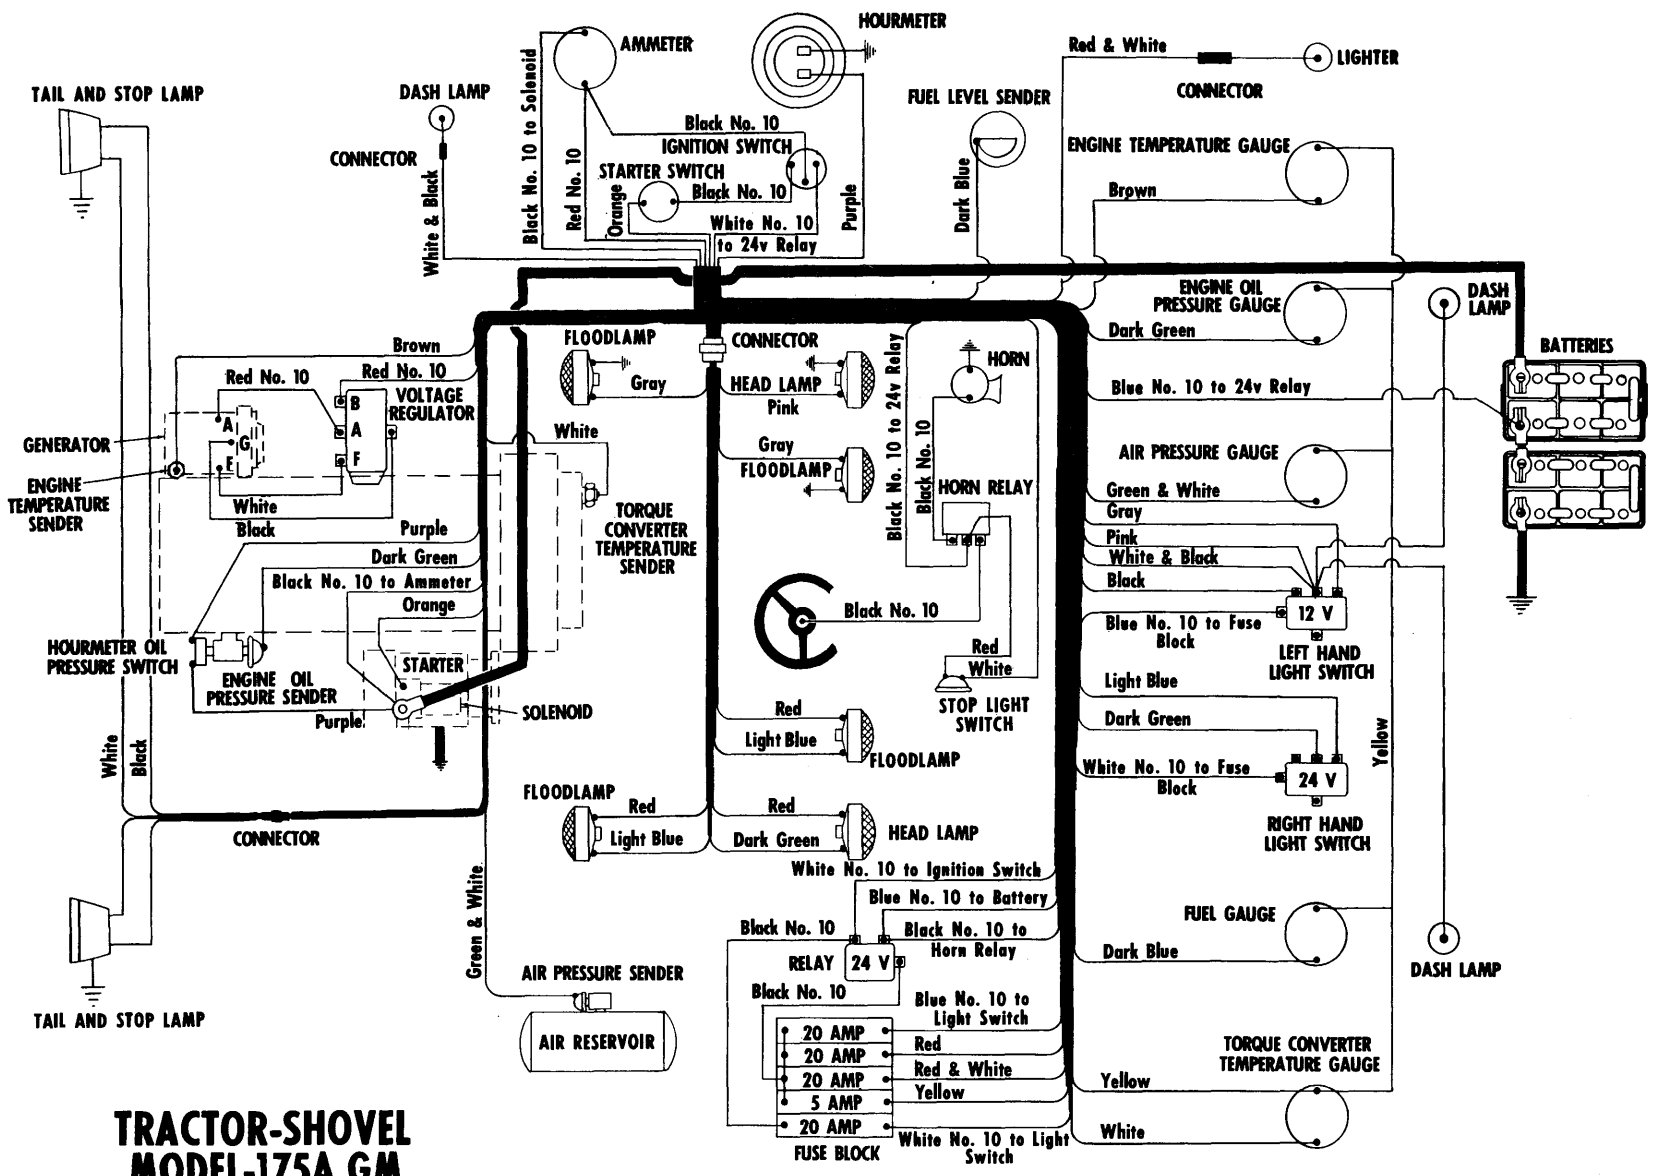 HOURMETER
AMMETER
Red & White
LIGHTER
CONNECTOR
TAIL AND STOP LAMP
DASH LAMP
CONNECTOR
White & Black
Black No. 10 to Solenoid
Red No. 10
Black No. 10
IGNITION SWITCH
STARTER SWITCH
Orange
Black No. 10
White No. 10
to 24v Relay
Purple
FUEL LEVEL SENDER
Dark Blue
ENGINE TEMPERATURE GAUGE
Brown
ENGINE OIL
PRESSURE GAUGE
Dark Green
DASH
LAMP
BATTERIES
Blue No. 10 to 24v Relay
Brown
Red No. 10
Red No. 10
VOLTAGE
REGULATOR
B
A
F
A
G
F
GENERATOR
ENGINE
TEMPERATURE
SENDER
White
Black
FLOODLAMP
Gray
CONNECTOR
HEAD LAMP
Pink
Gray
FLOODLAMP
Black No. 10 to 24v Relay
Black No. 10
HORN
HORN RELAY
White
TORQUE
CONVERTER
TEMPERATURE
SENDER
AIR PRESSURE GAUGE
Green & White
Gray
Pink
White & Black
Black
12 V
Blue No. 10 to Fuse
Block
LEFT HAND
LIGHT SWITCH
Purple
Dark Green
Black No. 10 to Ammeter
Orange
HOURMETER OIL
PRESSURE SWITCH
ENGINE OIL
PRESSURE SENDER
STARTER
Purple
SOLENOID
Black No. 10
Red
White
STOP LIGHT
SWITCH
Light Blue
Dark Green
White No. 10 to Fuse
Block
24 V
RIGHT HAND
LIGHT SWITCH
Yellow
White
Black
CONNECTOR
Red
Light Blue
FLOODLAMP
FLOODLAMP
Red
Light Blue
Red
Dark Green
HEAD LAMP
White No. 10 to Ignition Switch
Blue No. 10 to Battery
Black No. 10
Black No. 10 to
Horn Relay
RELAY
24 V
Black No. 10
Green & White
AIR PRESSURE SENDER
AIR RESERVOIR
TAIL AND STOP LAMP
Blue No. 10 to
Light Switch
20 AMP
Red
20 AMP
Red & White
20 AMP
Yellow
5 AMP
20 AMP
White No. 10 to Light
Switch
FUSE BLOCK
FUEL GAUGE
Dark Blue
DASH LAMP
TORQUE CONVERTER
TEMPERATURE GAUGE
Yellow
White
TRACTOR-SHOVEL
MODEL-175A GM